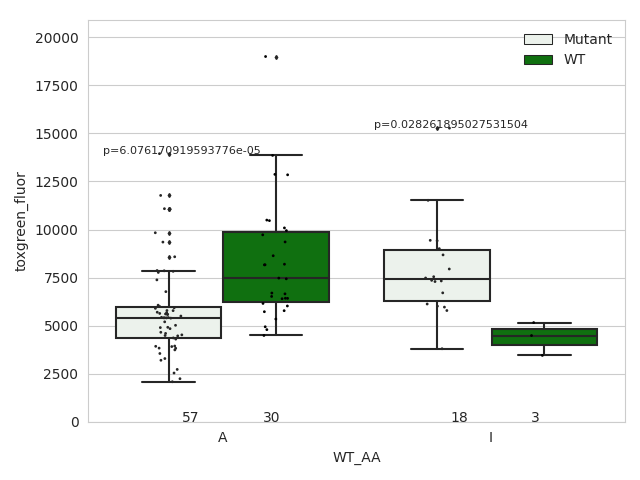 20000
17500
15000
12500
10000
7500
5000
2500
0
toxgreen_fluor
Mutant
WT
p=6.076170919593776e-05
p=0.028261895027531504
57
30
18
3
A
I
WT_AA